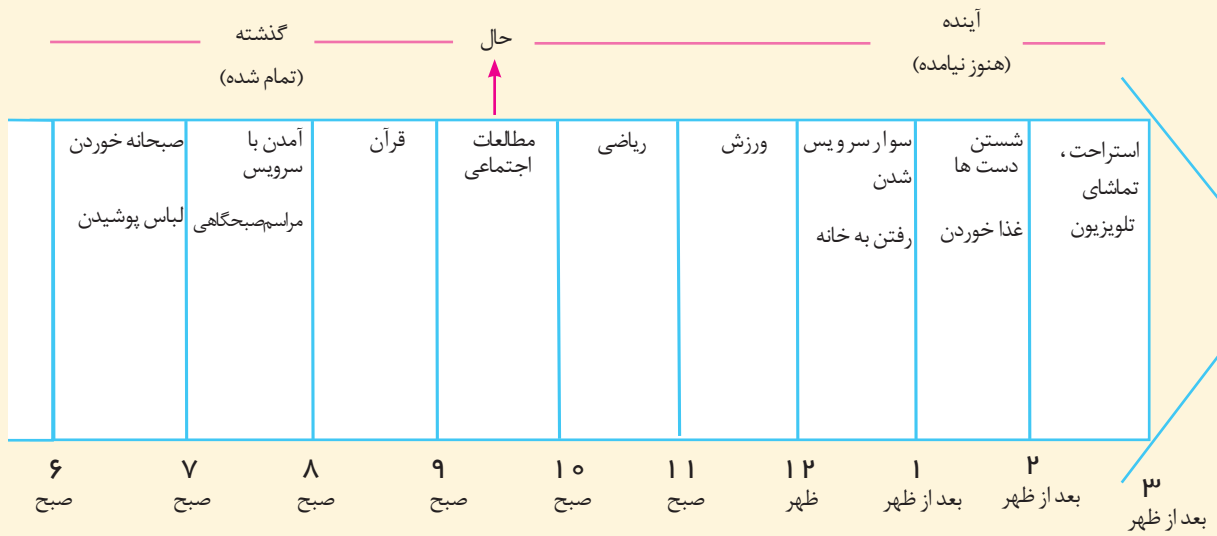 آینده
(هنوز نیامده)
حال
گذشته
(تمام شده)
صبحانه خوردن
لباس پوشیدن
آمدن با
سرویس
مراسم‌صبحگاهی
قرآن
مطالعات
اجتماعی
ریاضی
ورزش
سوار سرویس
شدن
رفتن به خانه
شستن
دست ها
غذا خوردن
استراحت،
تماشای
تلویزیون
۶
صبح
۷
صبح
۸
صبح
۹
صبح
۱۰
صبح
۱۱
صبح
۱۲
ظهر
۱
بعد از ظهر
۲
بعد از ظهر
۳
بعد از ظهر